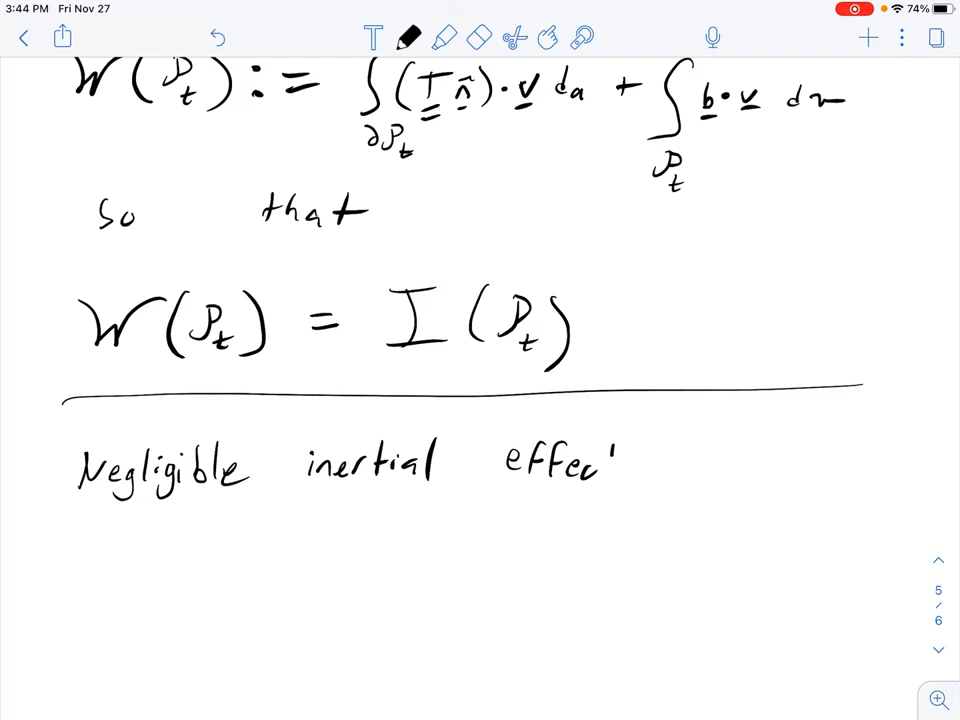 3:44 PM Fri Nov 27 74%
W(P_t) := ∫_{∂P_t} (T n̂) · v da + ∫_{P_t} b · v dv
so that
W(P_t) = I(P_t)
Negligible inertial effec'
5
/
6